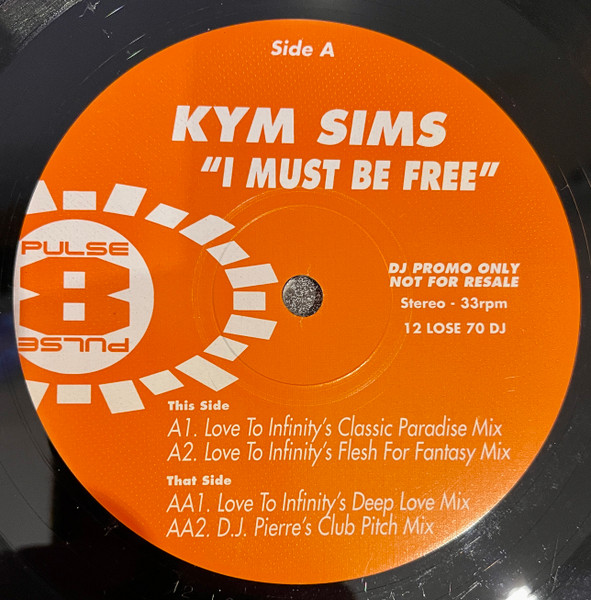 Side A
KYM SIMS
"I MUST BE FREE"
PULSE
8
PULSE
DJ PROMO ONLY
NOT FOR RESALE
Stereo - 33rpm
12 LOSE 70 DJ
This Side
A1. Love To Infinity's Classic Paradise Mix
A2. Love To Infinity's Flesh For Fantasy Mix
That Side
AA1. Love To Infinity's Deep Love Mix
AA2. D.J. Pierre's Club Pitch Mix